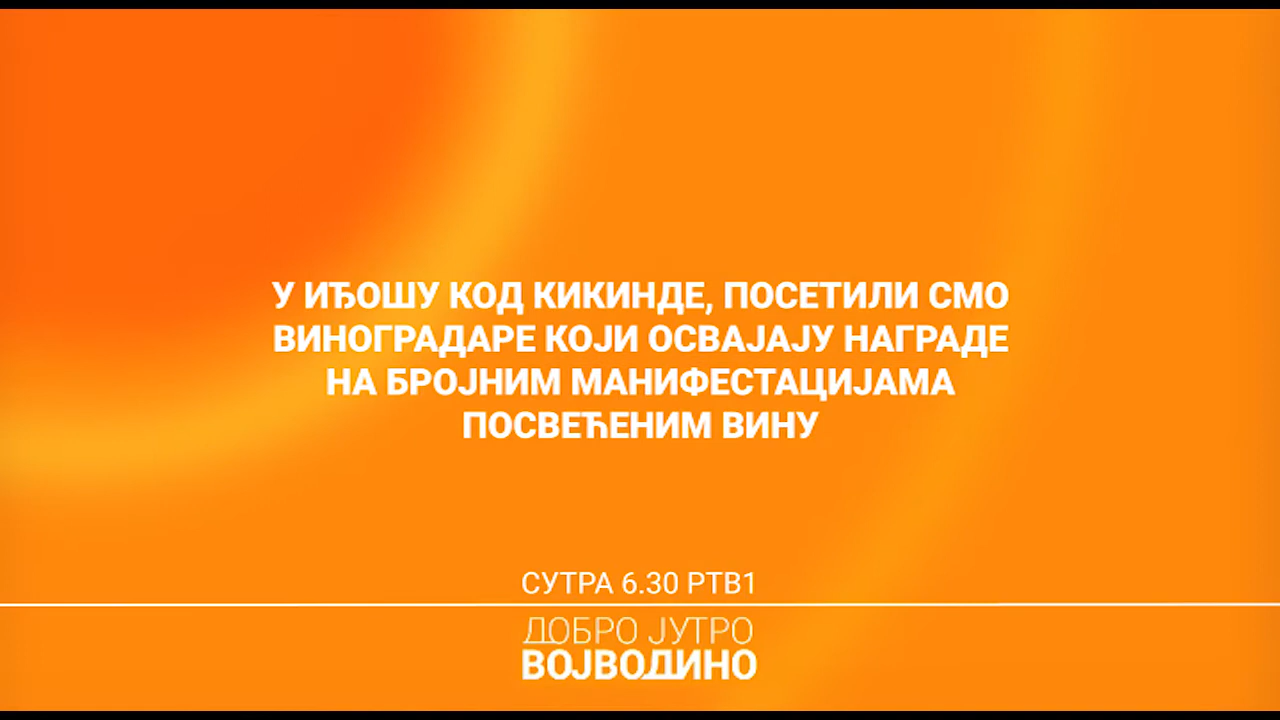 У ИЂОШУ КОД КИКИНДЕ, ПОСЕТИЛИ СМО
ВИНОГРАДАРЕ КОЈИ ОСВАЈАЈУ НАГРАДЕ
НА БРОЈНИМ МАНИФЕСТАЦИЈАМА
ПОСВЕЋЕНИМ ВИНУ
СУТРА 6.30 РТВ1
ДОБРО ЈУТРО
ВОЈВОДИНО